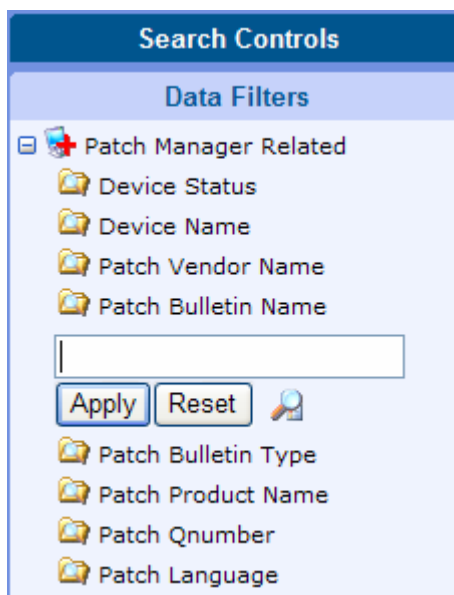 Search Controls
Data Filters
Patch Manager Related
Device Status
Device Name
Patch Vendor Name
Patch Bulletin Name
Apply Reset
Patch Bulletin Type
Patch Product Name
Patch Qnumber
Patch Language